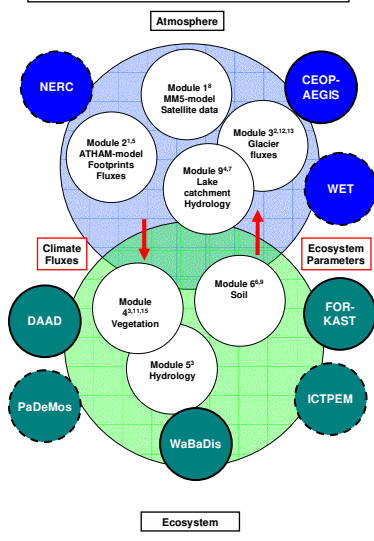 Atmosphere
NERC
CEOP-
AEGIS
Module 1⁸
MM5-model
Satellite data
Module 2¹,⁵
ATHAM-model
Footprints
Fluxes
Module 3²,¹²,¹³
Glacier
fluxes
Module 9⁴,⁷
Lake
catchment
Hydrology
WET
Climate
Fluxes
Ecosystem
Parameters
Module
4³,¹¹,¹⁵
Vegetation
Module 6⁶,⁹
Soil
DAAD
FOR-
KAST
Module 5³
Hydrology
PaDeMos
ICTPEM
WaBaDis
Ecosystem